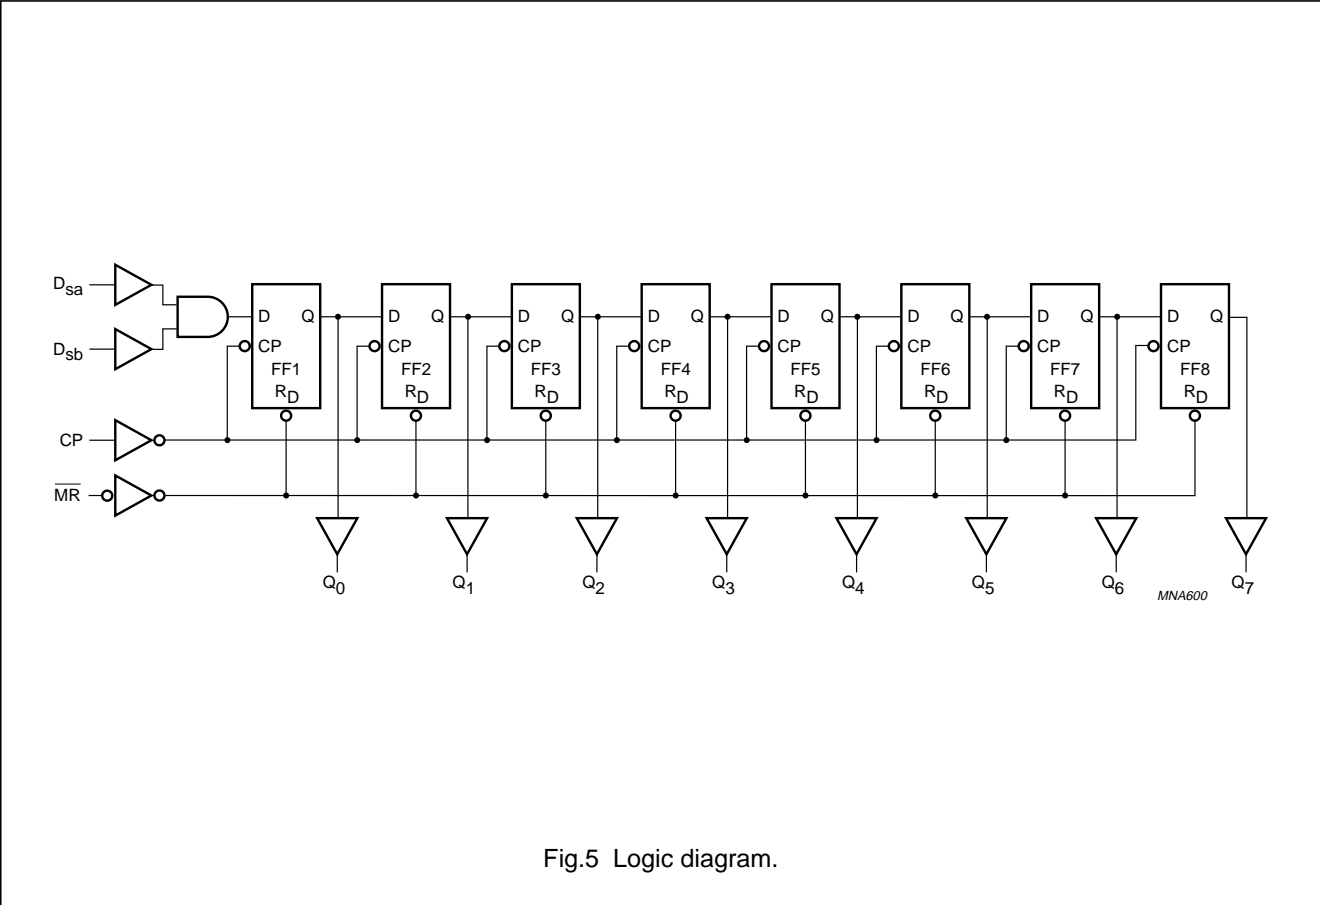 Dsa
D Q D Q D Q D Q D Q D Q D Q D Q
Dsb
CP CP CP CP CP CP CP CP
FF1 FF2 FF3 FF4 FF5 FF6 FF7 FF8
RD RD RD RD RD RD RD RD
CP
M̅R̅
Q0 Q1 Q2 Q3 Q4 Q5 Q6 Q7
MNA600
Fig.5 Logic diagram.